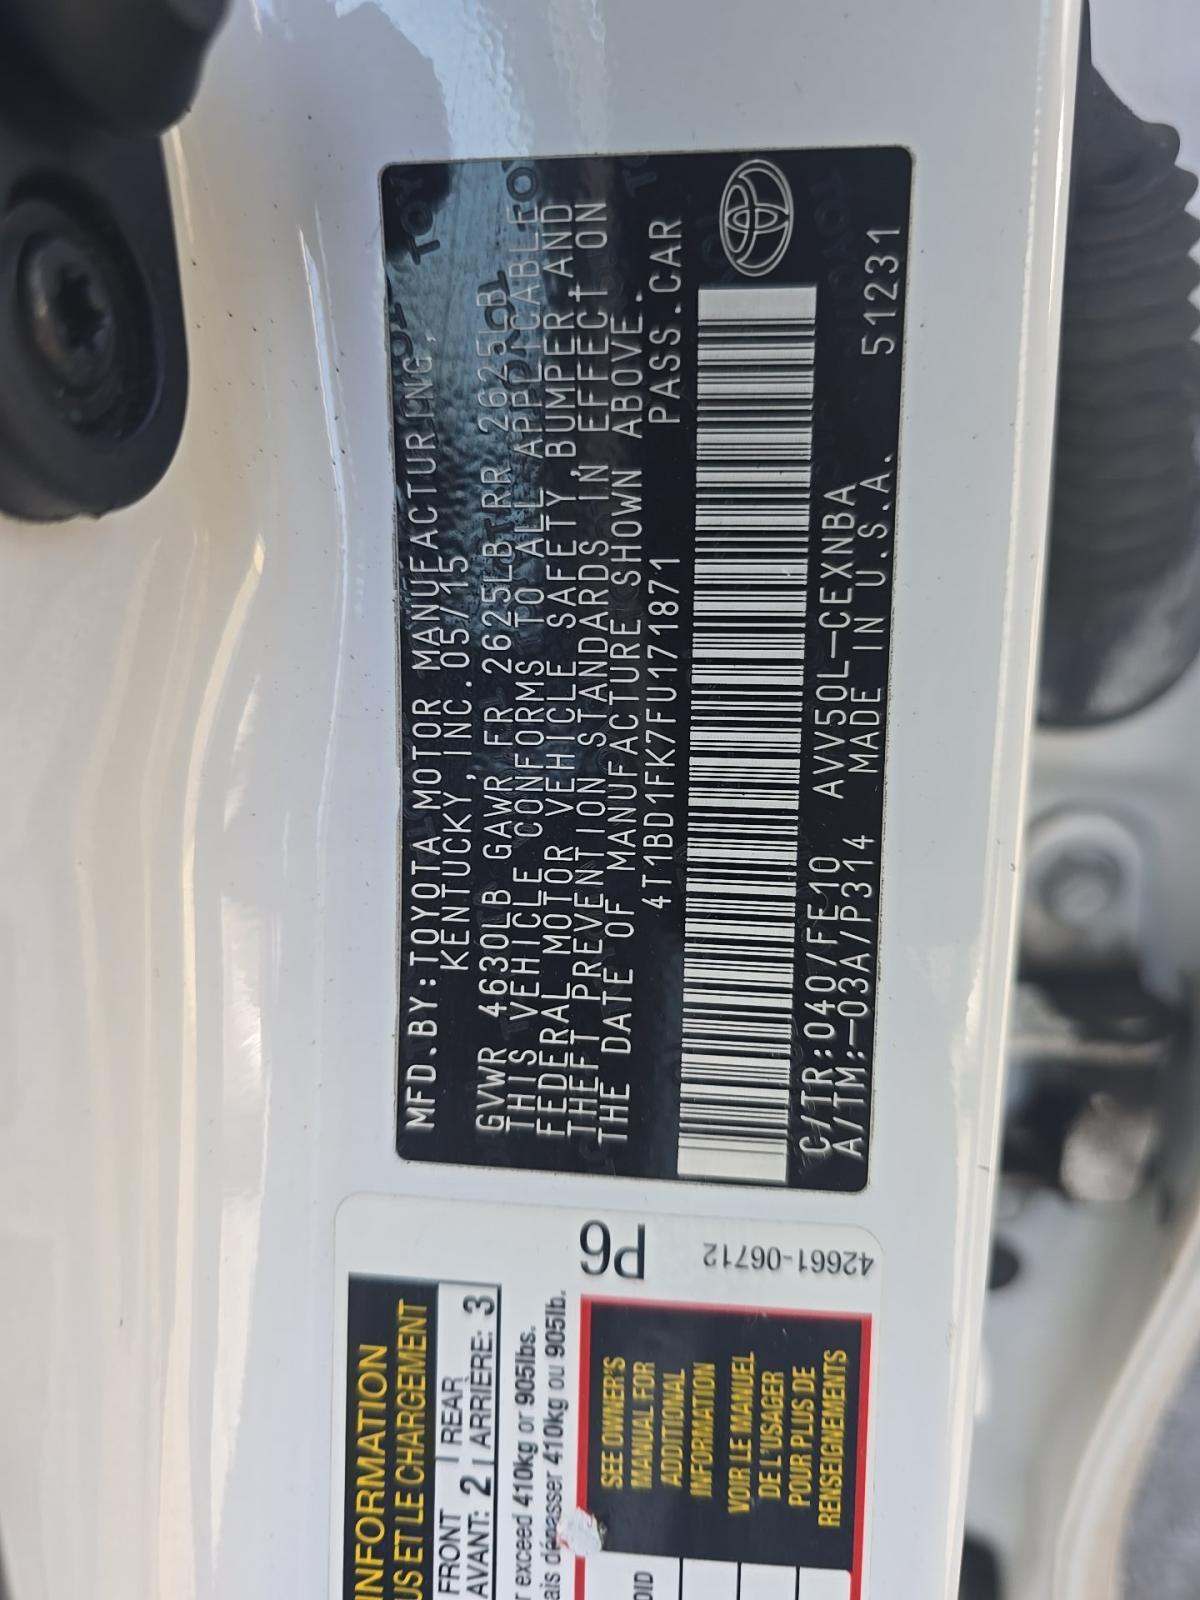 MFD.BY:TOYOTA MOTOR MANUFACTURING,
KENTUCKY,INC.05/15
GVWR 4630LB GAWR FR 2625LB RR 2625LB
THIS VEHICLE CONFORMS TO ALL APPLICABLE
FEDERAL MOTOR VEHICLE SAFETY,BUMPER AND
THEFT PREVENTION STANDARDS IN EFFECT ON
THE DATE OF MANUFACTURE SHOWN ABOVE.
4T1BD1FK7FU171871 PASS.CAR
C/TR:040/FE10 AVV50L-CEXNBA
A/TM:-03A/P314 MADE IN U.S.A. 51231
P6
42661-06712
INFORMATION
US ET LE CHARGEMENT
FRONT REAR
AVANT: 2 ARRIÈRE: 3
r exceed 410kg or 905lbs.
ais dépasser 410kg ou 905lb.
SEE OWNER'S
MANUAL FOR
ADDITIONAL
INFORMATION
VOIR LE MANUEL
DE L'USAGER
POUR PLUS DE
RENSEIGNEMENTS